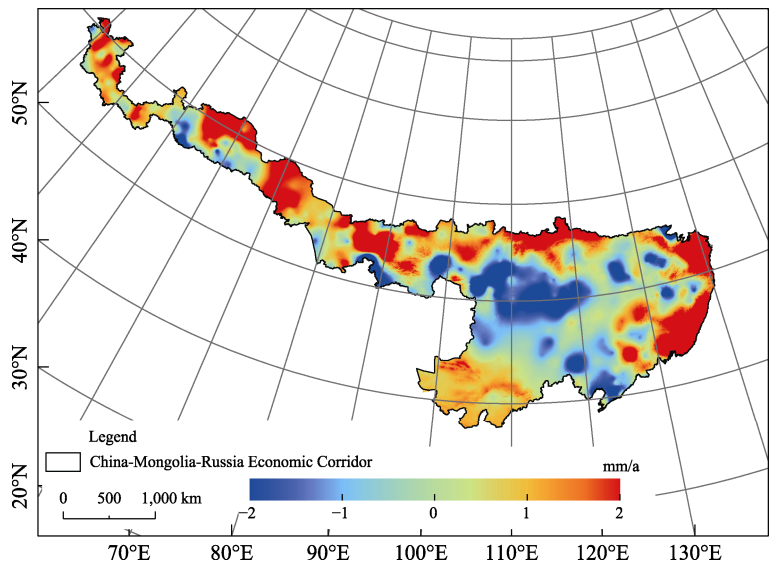 50°N
40°N
30°N
20°N
Legend
China-Mongolia-Russia Economic Corridor
mm/a
0 500 1,000 km
−2 −1 0 1 2
70°E 80°E 90°E 100°E 110°E 120°E 130°E